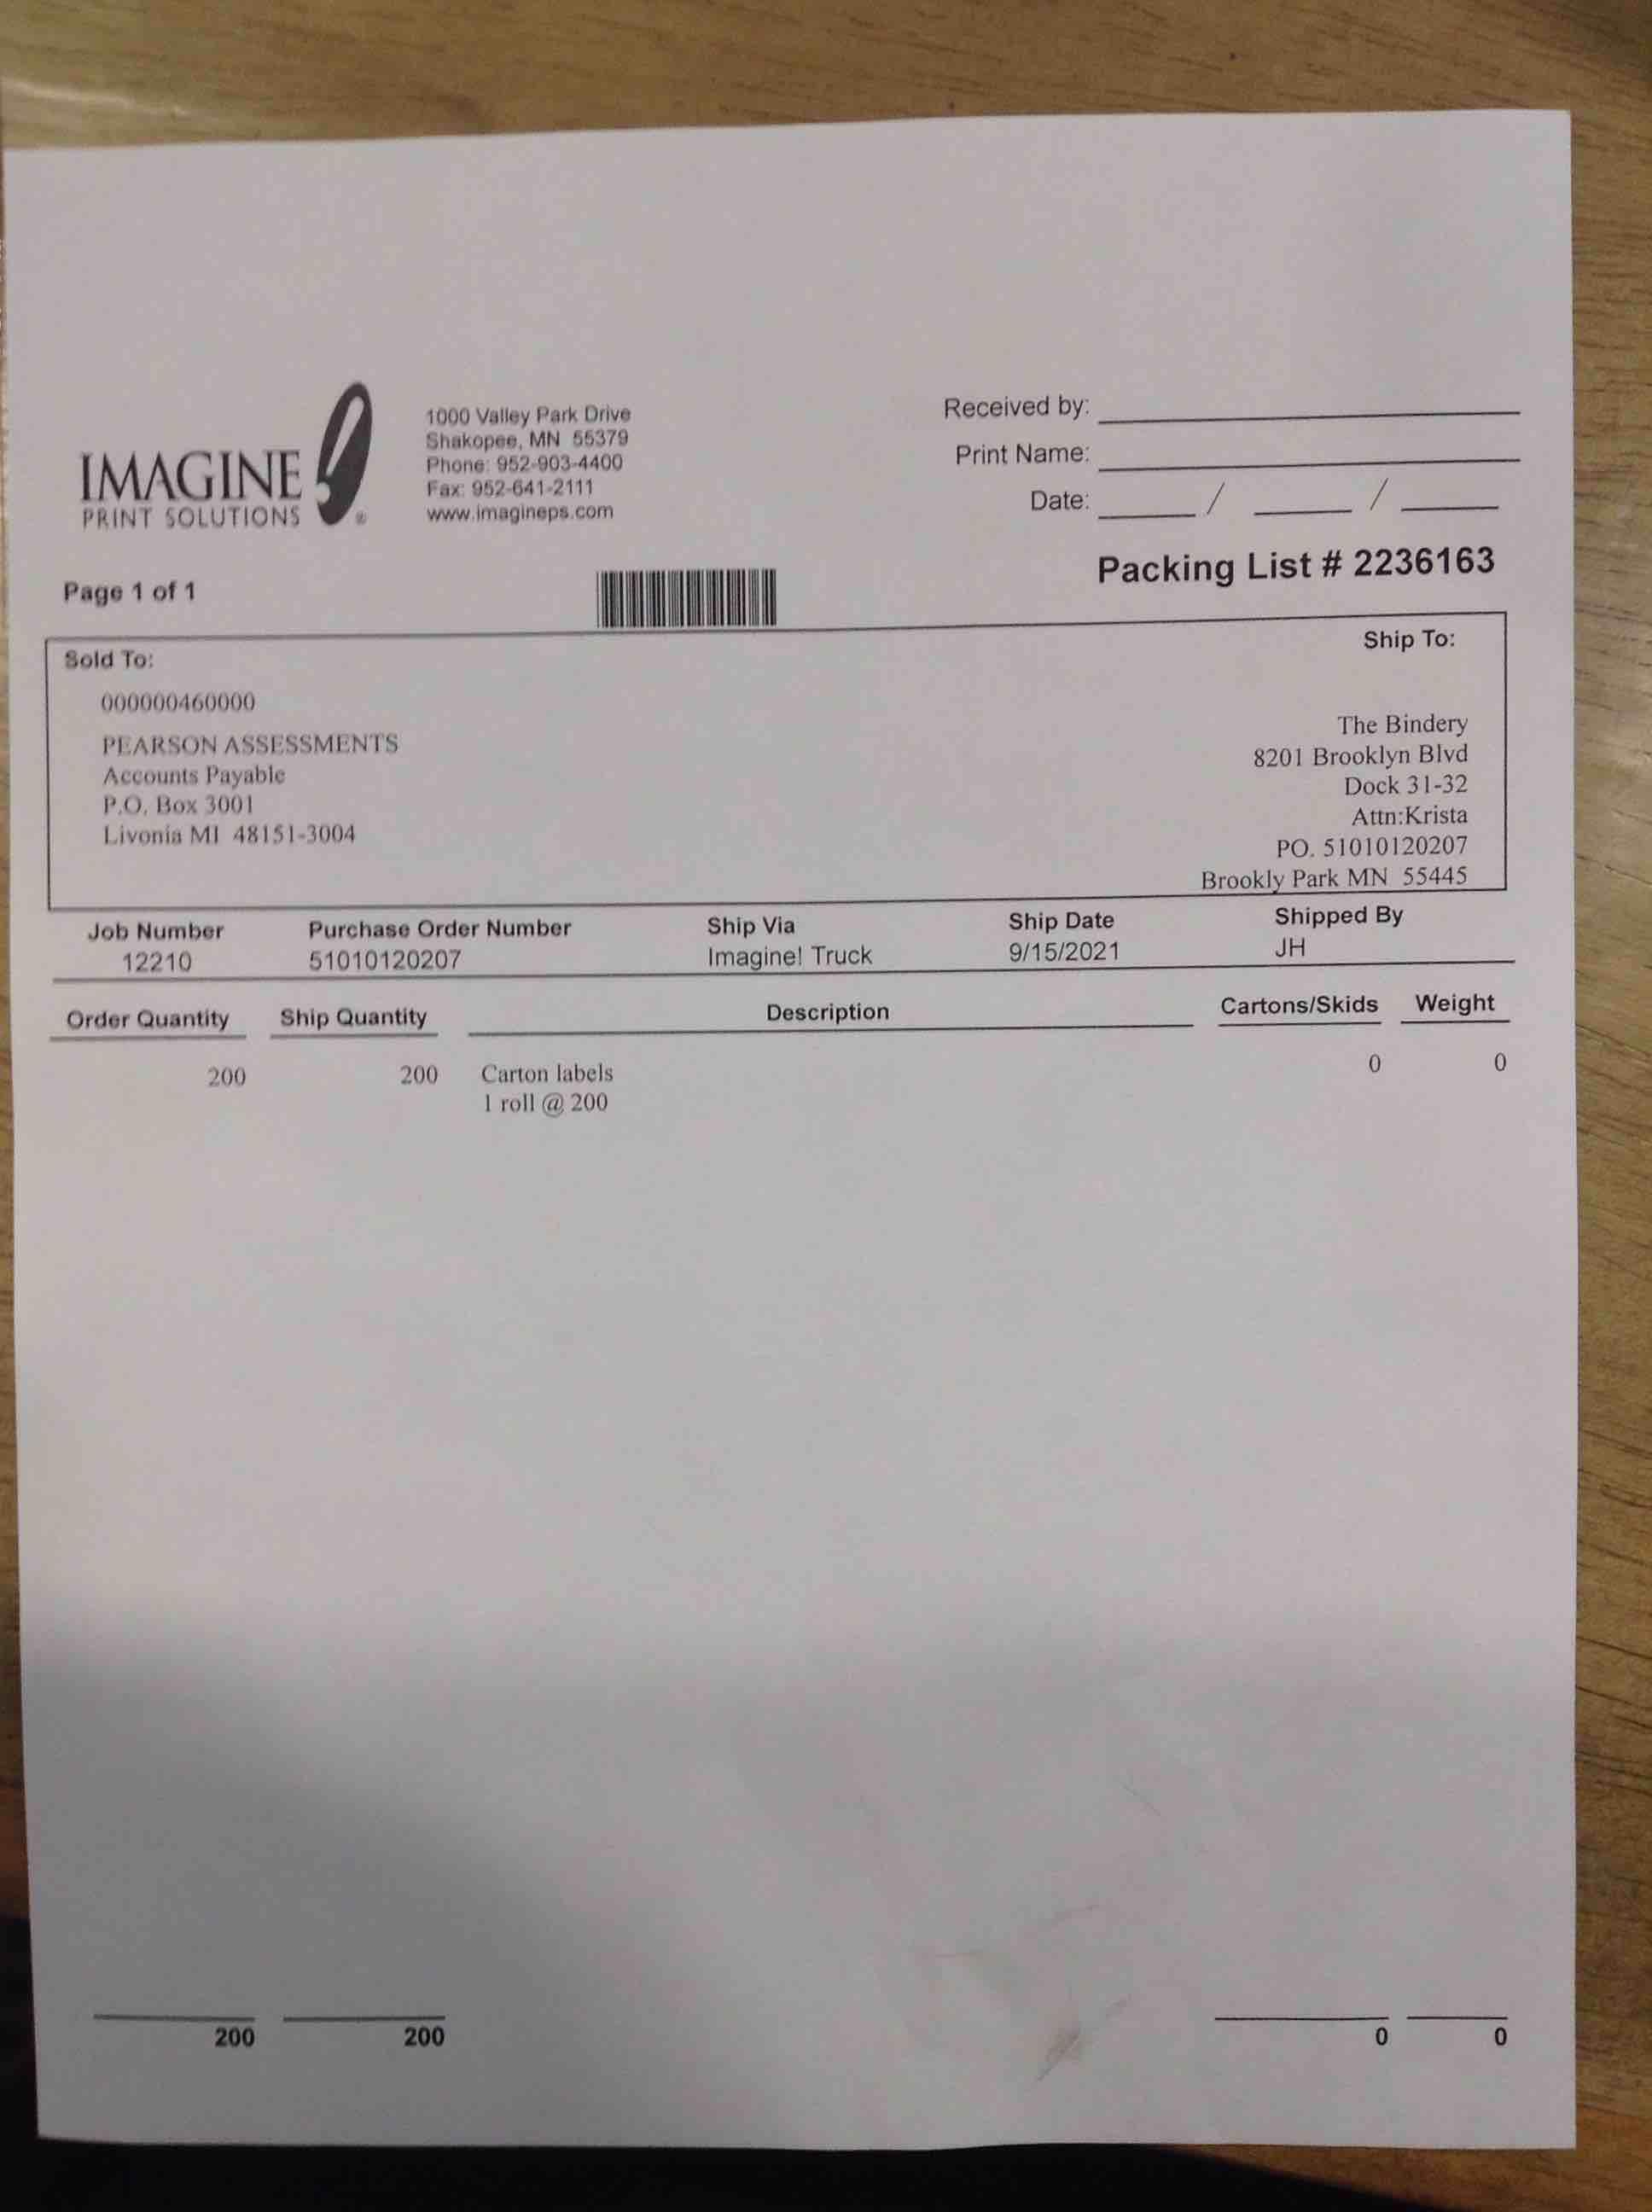 IMAGINE
PRINT SOLUTIONS ®
1000 Valley Park Drive
Shakopee, MN 55379
Phone: 952-903-4400
Fax: 952-641-2111
www.imagineps.com
Received by:
Print Name:
Date: / /
Packing List # 2236163
Page 1 of 1
Sold To:
000000460000
PEARSON ASSESSMENTS
Accounts Payable
P.O. Box 3001
Livonia MI 48151-3004
Ship To:
The Bindery
8201 Brooklyn Blvd
Dock 31-32
Attn:Krista
PO. 51010120207
Brookly Park MN 55445
Job Number Purchase Order Number Ship Via Ship Date Shipped By
12210 51010120207 Imagine! Truck 9/15/2021 JH
Order Quantity Ship Quantity Description Cartons/Skids Weight
200 200 Carton labels 0 0
1 roll @ 200
200 200 0 0